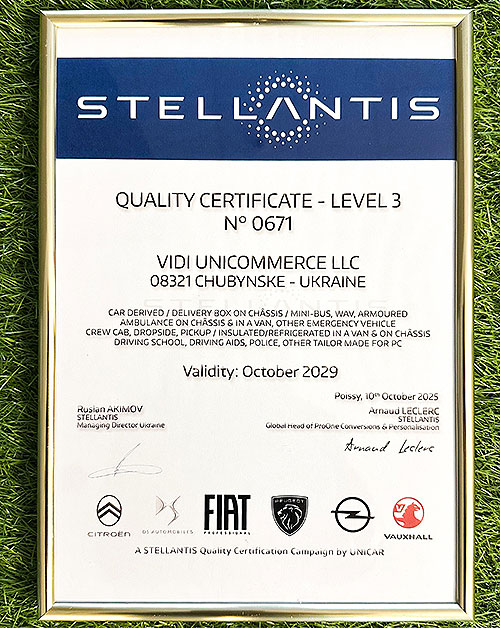 STELLANTIS
QUALITY CERTIFICATE - LEVEL 3
N° 0671
VIDI UNICOMMERCE LLC
08321 CHUBYNSKE - UKRAINE
CAR DERIVED / DELIVERY BOX ON CHÂSSIS / MINI-BUS, WAV, ARMOURED
AMBULANCE ON CHÂSSIS & IN A VAN, OTHER EMERGENCY VEHICLE
CREW CAB, DROPSIDE, PICKUP / INSULATED/REFRIGERATED IN A VAN & ON CHÂSSIS
DRIVING SCHOOL, DRIVING AIDS, POLICE, OTHER TAILOR MADE FOR PC
Validity: October 2029
Poissy, 10th October 2025
Ruslan AKIMOV
STELLANTIS
Managing Director Ukraine
Arnaud LECLERC
STELLANTIS
Global Head of ProOne Conversions & Personalisation
Arnaud Leclerc
CITROËN
DS AUTOMOBILES
FIAT
PROFESSIONAL
PEUGEOT
VAUXHALL
A STELLANTIS Quality Certification Campaign by UNICAR